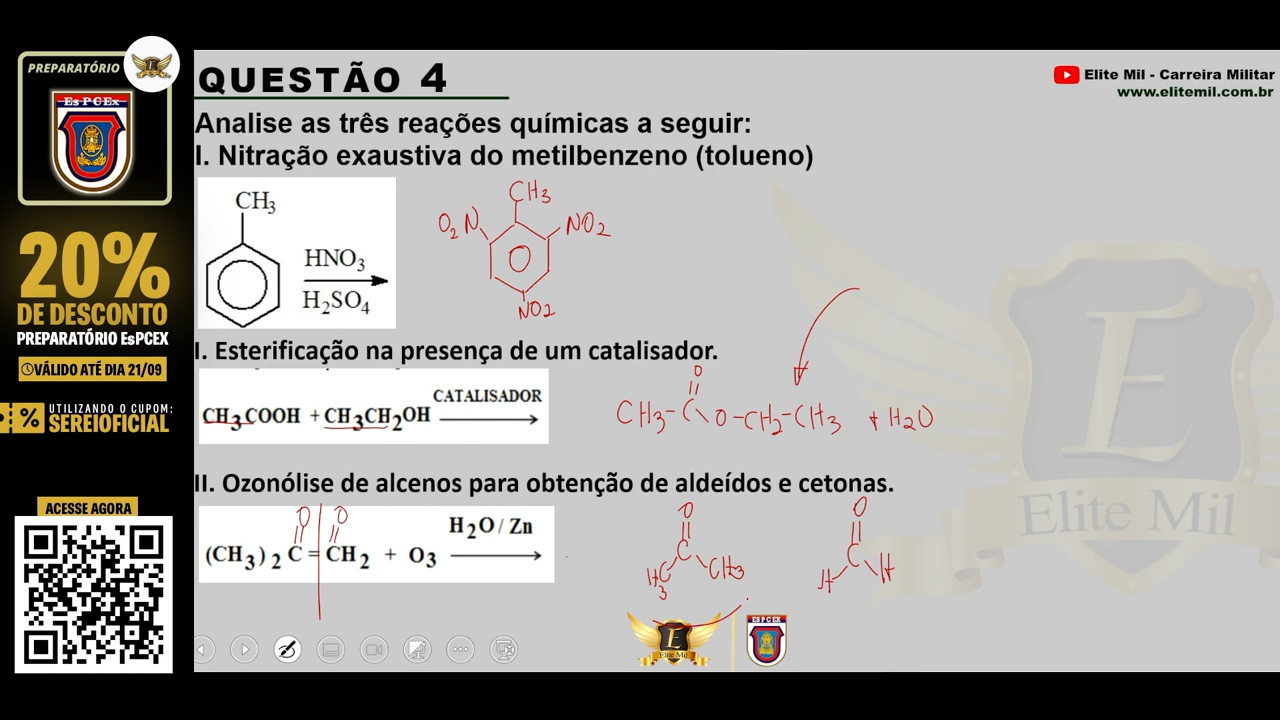 PREPARATÓRIO
EsPCEx
20%
DE DESCONTO
PREPARATÓRIO EsPCEX
VÁLIDO ATÉ DIA 21/09
% UTILIZANDO O CUPOM:
SEREIOFICIAL
ACESSE AGORA
QUESTÃO 4
Elite Mil - Carreira Militar
www.elitemil.com.br
Analise as três reações químicas a seguir:
I. Nitração exaustiva do metilbenzeno (tolueno)
CH3
HNO3
H2SO4
CH3
O2N
NO2
NO2
I. Esterificação na presença de um catalisador.
CH3COOH + CH3CH2OH
CATALISADOR
O
CH3-C O-CH2-CH3 + H2O
II. Ozonólise de alcenos para obtenção de aldeídos e cetonas.
O O
(CH3)2 C = CH2 + O3
H2O/Zn
O
C
H3C CH3
O
C
H H
E
Elite Mil
E
Elite Mil
ESPCEX